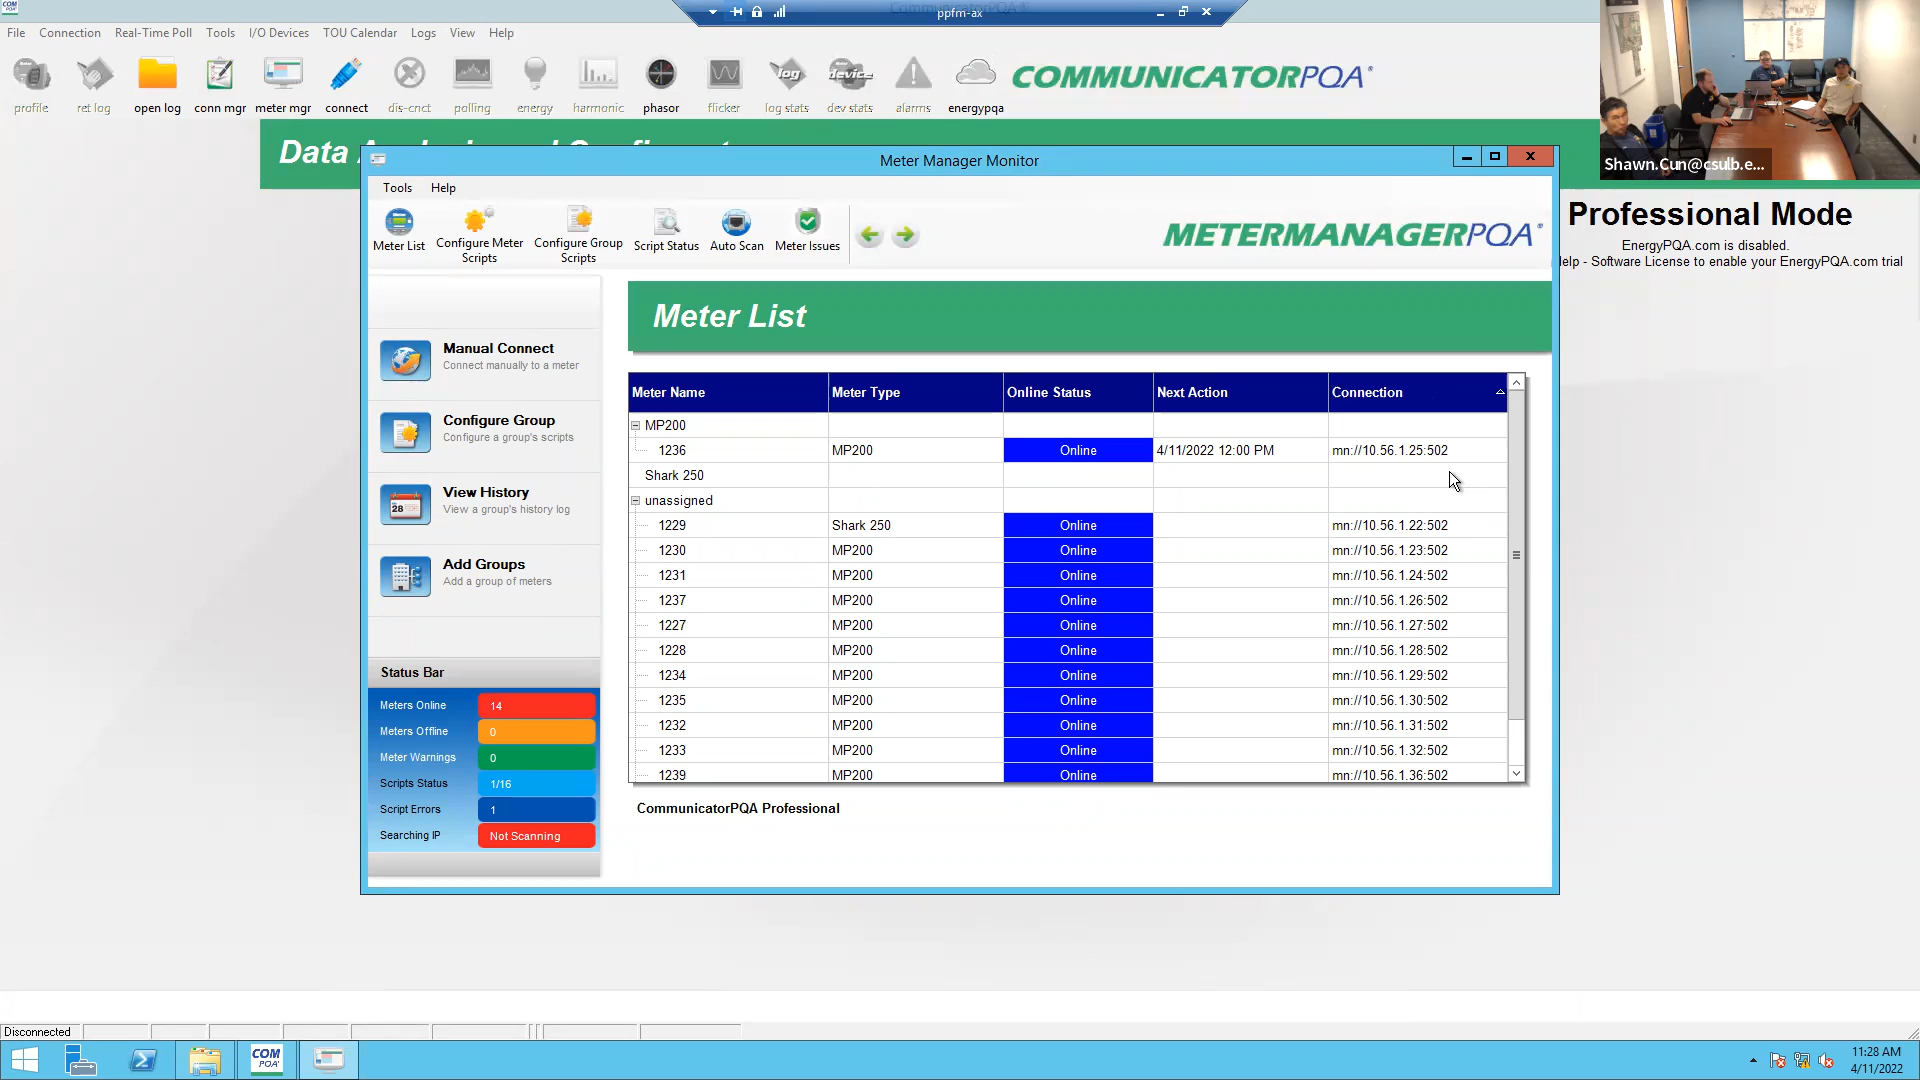 COM
PQA
ppfm-ax
File Connection Real-Time Poll Tools I/O Devices TOU Calendar Logs View Help
profile ret log open log conn mgr meter mgr connect dis-cnct polling energy harmonic phasor flicker log stats dev stats alarms energypqa
log
device
COMMUNICATORPQA
Shawn.Cun@csulb.e...
Data
Meter Manager Monitor
Tools Help
Meter List
Configure Meter Scripts
Configure Group Scripts
Script Status
Auto Scan
Meter Issues
METERMANAGERPQA
Professional Mode
EnergyPQA.com is disabled.
elp - Software License to enable your EnergyPQA.com trial
Manual Connect
Connect manually to a meter
Configure Group
Configure a group's scripts
28
View History
View a group's history log
Add Groups
Add a group of meters
Status Bar
Meters Online 14
Meters Offline 0
Meter Warnings 0
Scripts Status 1/16
Script Errors 1
Searching IP Not Scanning
Meter List
Meter Name Meter Type Online Status Next Action Connection
MP200
1236 MP200 Online 4/11/2022 12:00 PM mn://10.56.1.25:502
Shark 250
unassigned
1229 Shark 250 Online mn://10.56.1.22:502
1230 MP200 Online mn://10.56.1.23:502
1231 MP200 Online mn://10.56.1.24:502
1237 MP200 Online mn://10.56.1.26:502
1227 MP200 Online mn://10.56.1.27:502
1228 MP200 Online mn://10.56.1.28:502
1234 MP200 Online mn://10.56.1.29:502
1235 MP200 Online mn://10.56.1.30:502
1232 MP200 Online mn://10.56.1.31:502
1233 MP200 Online mn://10.56.1.32:502
1239 MP200 Online mn://10.56.1.36:502
CommunicatorPQA Professional
Disconnected
COM
PQA
11:28 AM
4/11/2022